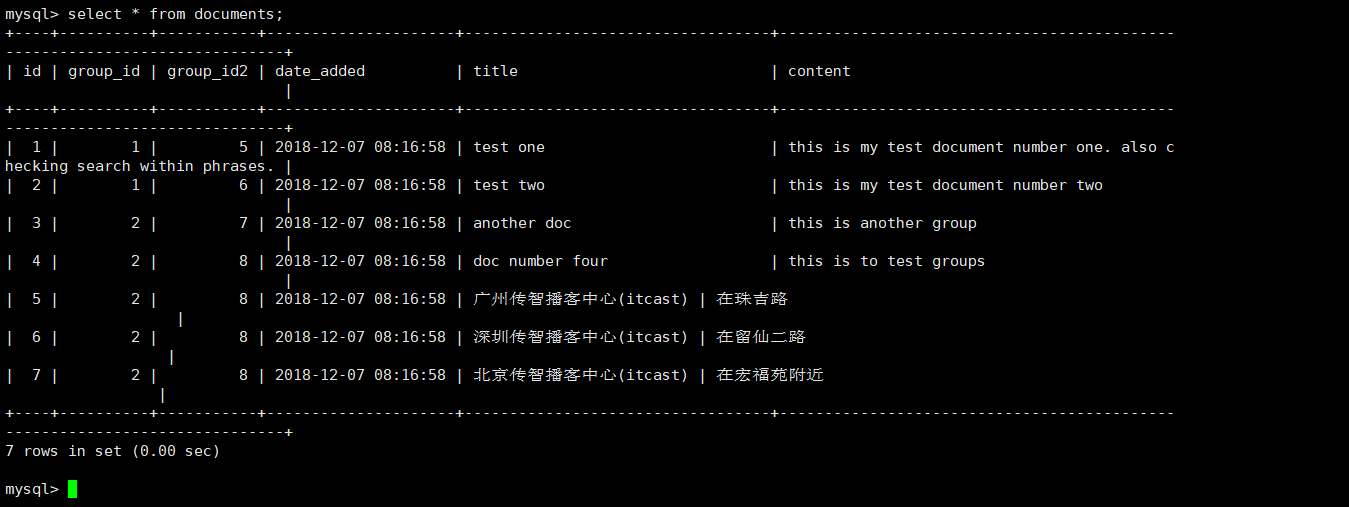 mysql> select * from documents;
+----+----------+-----------+---------------------+----------------------------------+--------------------------------------------
-------------------------------+
| id | group_id | group_id2 | date_added          | title                            | content
                               |
+----+----------+-----------+---------------------+----------------------------------+--------------------------------------------
-------------------------------+
|  1 |        1 |         5 | 2018-12-07 08:16:58 | test one                         | this is my test document number one. also c
hecking search within phrases. |
|  2 |        1 |         6 | 2018-12-07 08:16:58 | test two                         | this is my test document number two
                               |
|  3 |        2 |         7 | 2018-12-07 08:16:58 | another doc                      | this is another group
                               |
|  4 |        2 |         8 | 2018-12-07 08:16:58 | doc number four                  | this is to test groups
                               |
|  5 |        2 |         8 | 2018-12-07 08:16:58 | 广州传智播客中心(itcast) | 在珠吉路
                   |
|  6 |        2 |         8 | 2018-12-07 08:16:58 | 深圳传智播客中心(itcast) | 在留仙二路
                  |
|  7 |        2 |         8 | 2018-12-07 08:16:58 | 北京传智播客中心(itcast) | 在宏福苑附近
                 |
+----+----------+-----------+---------------------+----------------------------------+--------------------------------------------
-------------------------------+
7 rows in set (0.00 sec)
mysql>